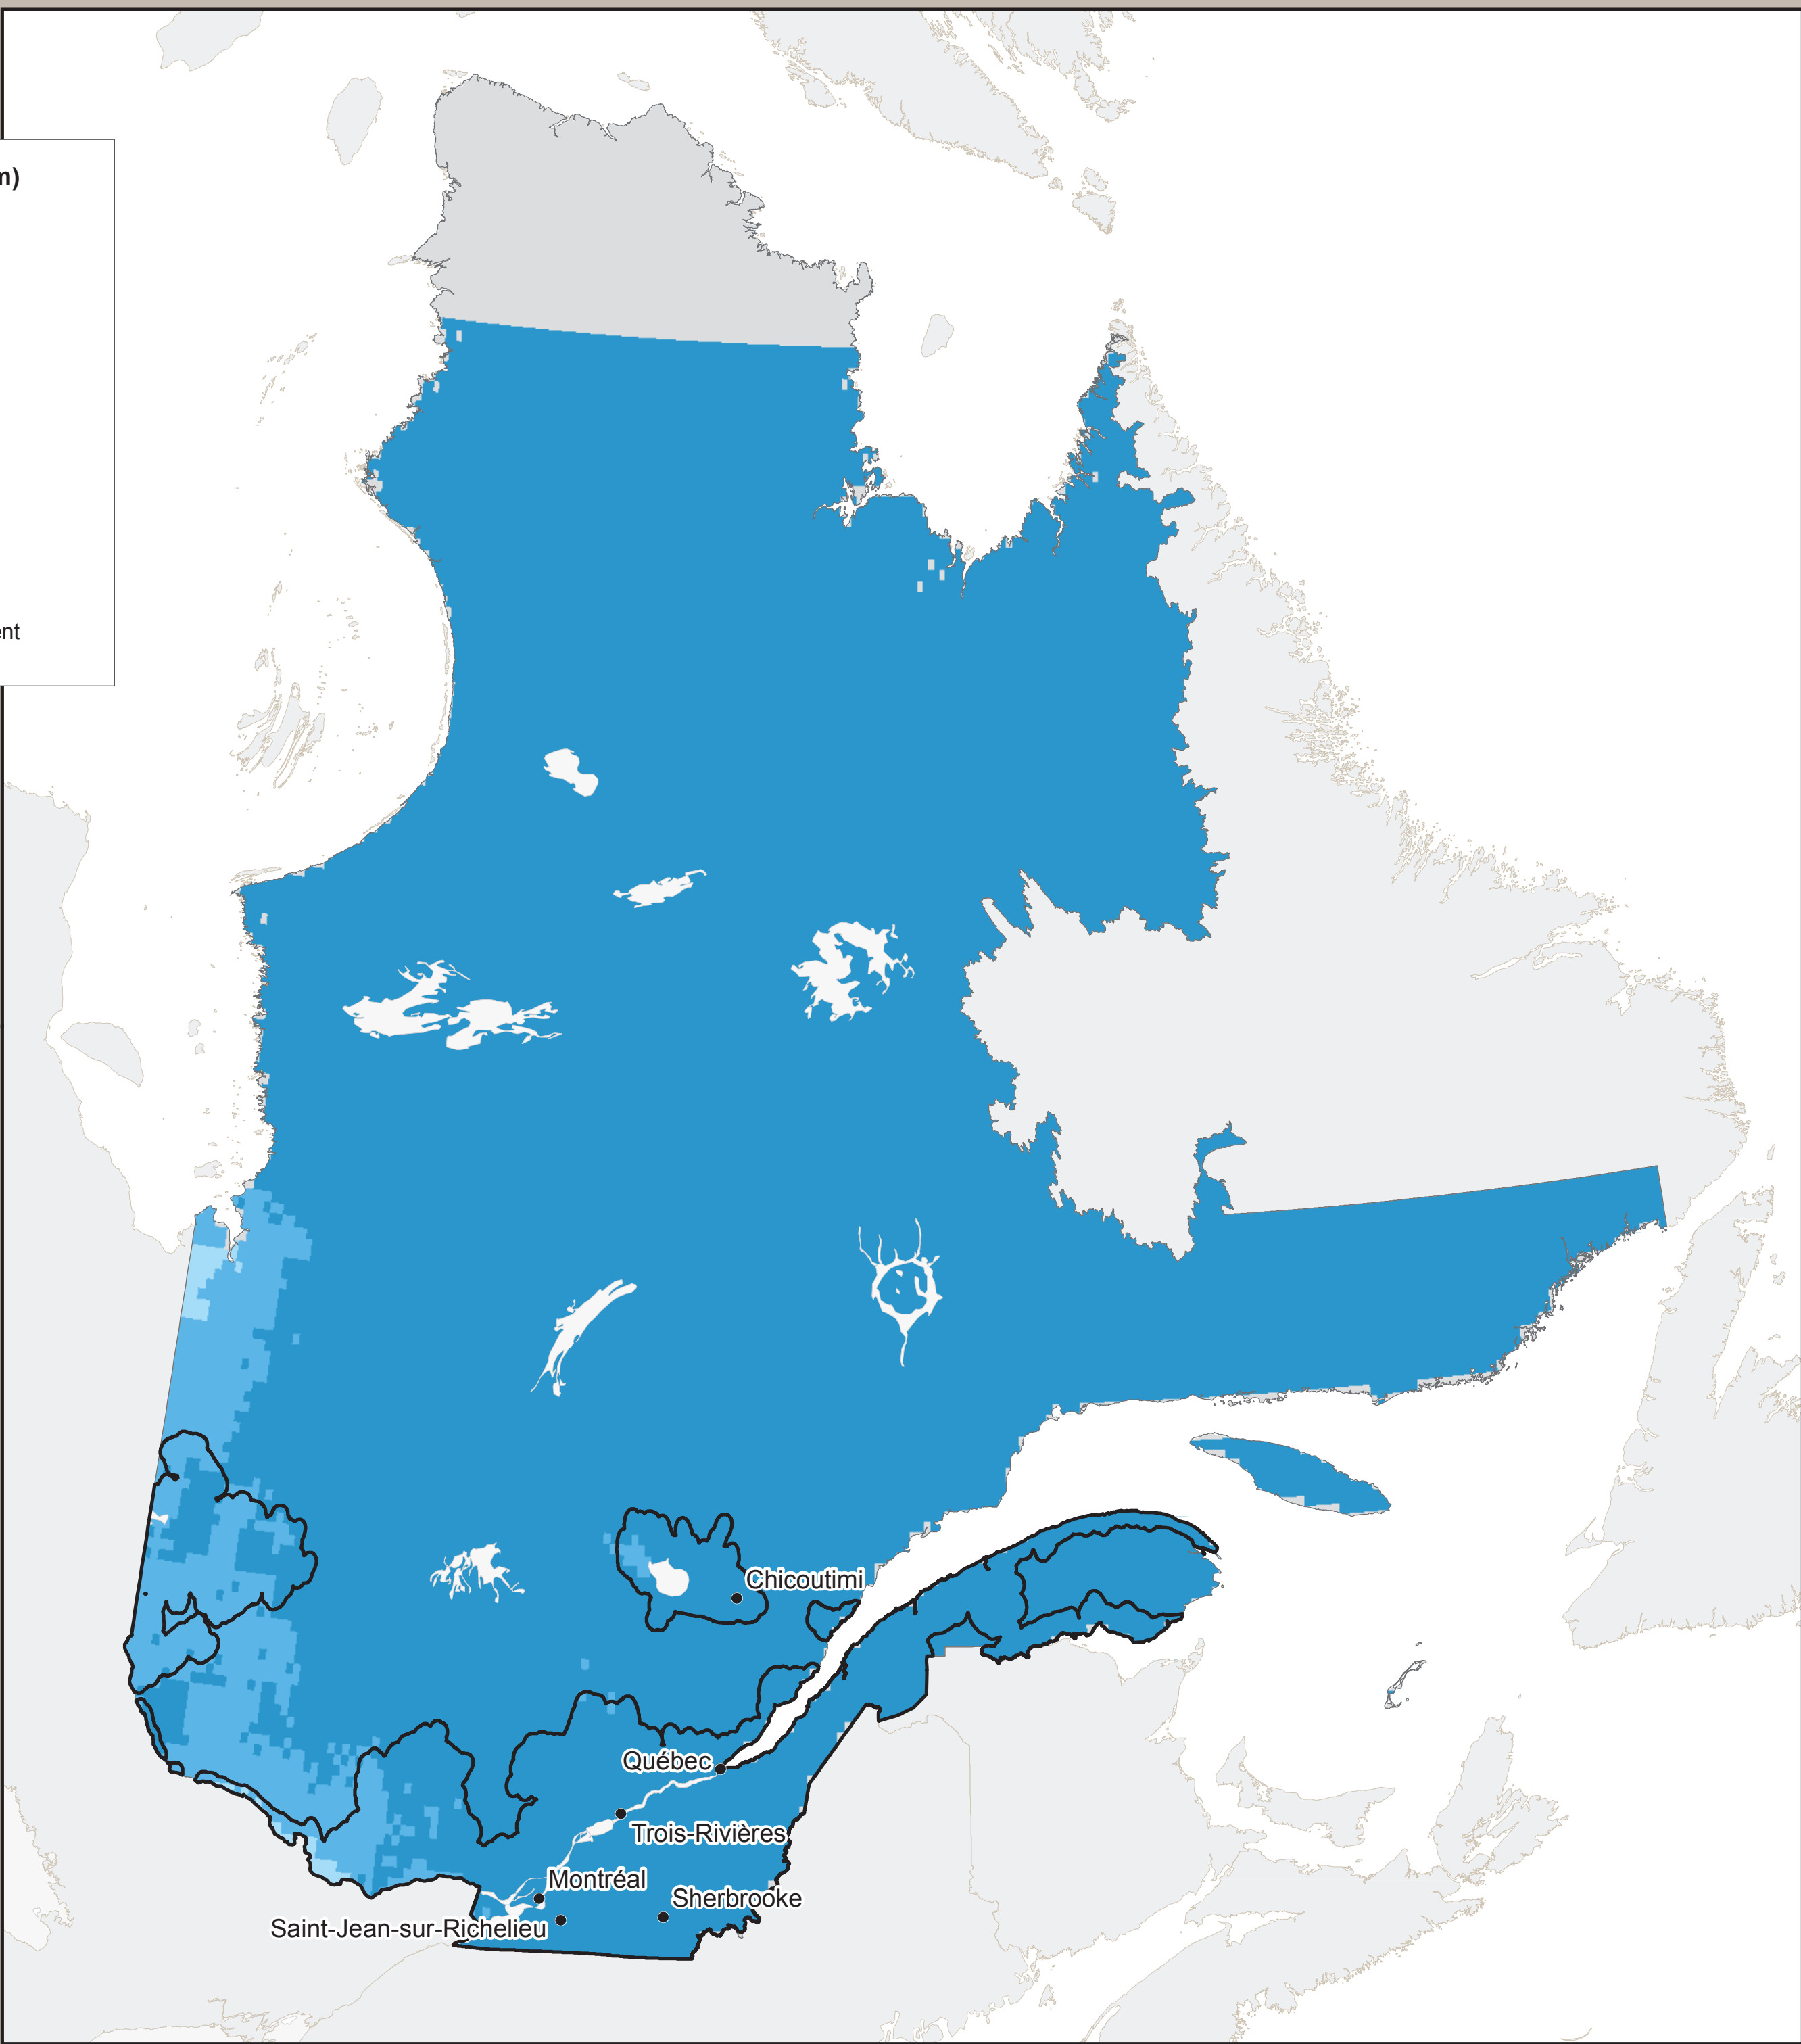 m)
ent
Chicoutimi
Québec
Trois-Rivières
Montréal
Sherbrooke
Saint-Jean-sur-Richelieu